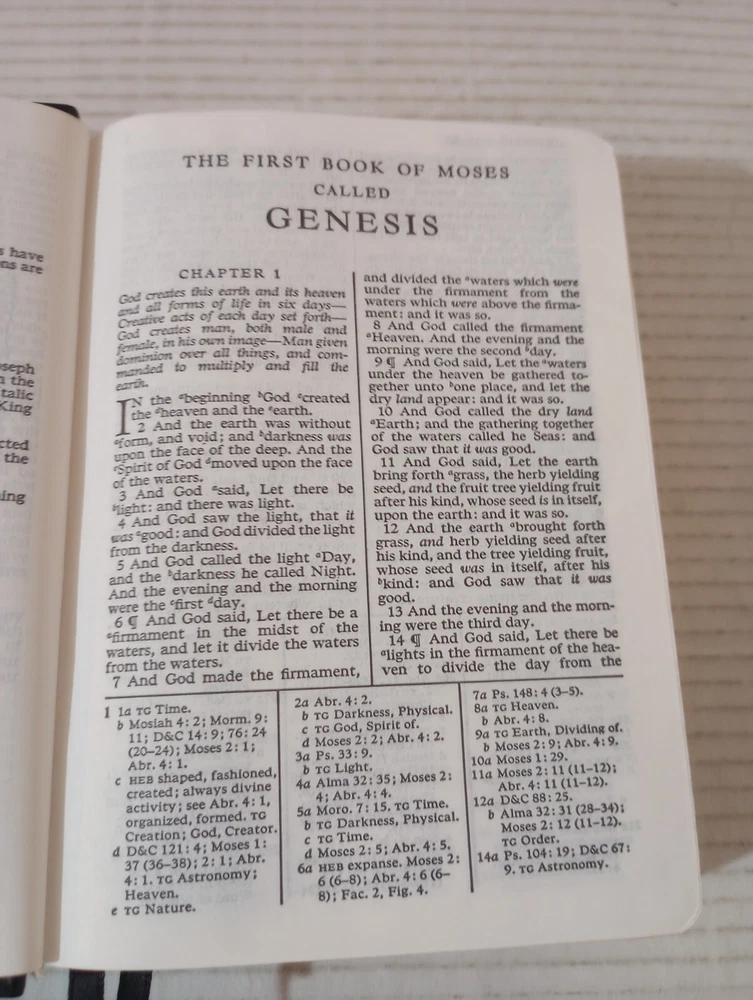 s have
ns are
oseph
n the
talic
King
cted
the
ing
THE FIRST BOOK OF MOSES
CALLED
GENESIS
CHAPTER 1
God creates this earth and its heaven
and all forms of life in six days—
Creative acts of each day set forth—
God creates man, both male and
female, in his own image—Man given
dominion over all things, and com-
manded to multiply and fill the
earth.
IN the ᵃbeginning ᵇGod ᶜcreated
the ᵈheaven and the ᵉearth.
2 And the earth was without
ᵃform, and void; and ᵇdarkness was
upon the face of the deep. And the
ᶜSpirit of God ᵈmoved upon the face
of the waters.
3 And God ᵃsaid, Let there be
ᵇlight: and there was light.
4 And God saw the light, that it
was ᵃgood: and God divided the light
from the darkness.
5 And God called the light ᵃDay,
and the ᵇdarkness he called Night.
And the evening and the morning
were the ᶜfirst ᵈday.
6 ¶ And God said, Let there be a
ᵃfirmament in the midst of the
waters, and let it divide the waters
from the waters.
7 And God made the firmament,
and divided the ᵃwaters which were
under the firmament from the
waters which were above the firma-
ment: and it was so.
8 And God called the firmament
ᵃHeaven. And the evening and the
morning were the second ᵇday.
9 ¶ And God said, Let the ᵃwaters
under the heaven be gathered to-
gether unto ᵇone place, and let the
dry land appear: and it was so.
10 And God called the dry land
ᵃEarth; and the gathering together
of the waters called he Seas: and
God saw that it was good.
11 And God said, Let the earth
bring forth ᵃgrass, the herb yielding
seed, and the fruit tree yielding fruit
after his kind, whose seed is in itself,
upon the earth: and it was so.
12 And the earth ᵃbrought forth
grass, and herb yielding seed after
his kind, and the tree yielding fruit,
whose seed was in itself, after his
ᵇkind: and God saw that it was
good.
13 And the evening and the morn-
ing were the third day.
14 ¶ And God said, Let there be
ᵃlights in the firmament of the hea-
ven to divide the day from the
1 1a TG Time.
b Mosiah 4: 2; Morm. 9:
11; D&C 14: 9; 76: 24
(20–24); Moses 2: 1;
Abr. 4: 1.
c HEB shaped, fashioned,
created; always divine
activity; see Abr. 4: 1,
organized, formed. TG
Creation; God, Creator.
d D&C 121: 4; Moses 1:
37 (36–38); 2: 1; Abr.
4: 1. TG Astronomy;
Heaven.
e TG Nature.
2a Abr. 4: 2.
b TG Darkness, Physical.
c TG God, Spirit of.
d Moses 2: 2; Abr. 4: 2.
3a Ps. 33: 9.
b TG Light.
4a Alma 32: 35; Moses 2:
4; Abr. 4: 4.
5a Moro. 7: 15. TG Time.
b TG Darkness, Physical.
c TG Time.
d Moses 2: 5; Abr. 4: 5.
6a HEB expanse. Moses 2:
6 (6–8); Abr. 4: 6 (6–
8); Fac. 2, Fig. 4.
7a Ps. 148: 4 (3–5).
8a TG Heaven.
b Abr. 4: 8.
9a TG Earth, Dividing of.
b Moses 2: 9; Abr. 4: 9.
10a Moses 1: 29.
11a Moses 2: 11 (11–12);
Abr. 4: 11 (11–12).
12a D&C 88: 25.
b Alma 32: 31 (28–34);
Moses 2: 12 (11–12).
TG Order.
14a Ps. 104: 19; D&C 67:
9. TG Astronomy.